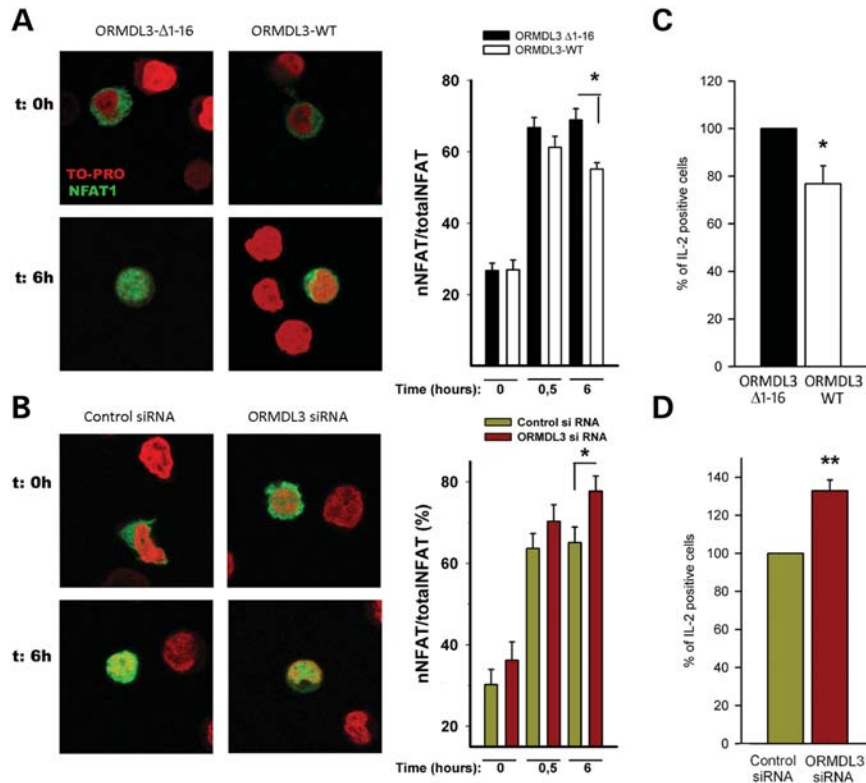 A
ORMDL3-Δ1-16
ORMDL3-WT
t: 0h
TO-PRO
NFAT1
t: 6h
ORMDL3 Δ1-16
ORMDL3-WT
nNFAT/totalNFAT
80
60
40
20
*
Time (hours):
0
0,5
6
C
% of IL-2 positive cells
120
100
80
60
40
20
0
*
ORMDL3
Δ1-16
ORMDL3
WT
B
Control siRNA
ORMDL3 siRNA
t: 0h
t: 6h
Control si RNA
ORMDL3 si RNA
nNFAT/totalNFAT (%)
80
60
40
20
*
Time (hours):
0
0,5
6
D
% of IL-2 positive cells
140
120
100
80
60
40
20
0
**
Control
siRNA
ORMDL3
siRNA